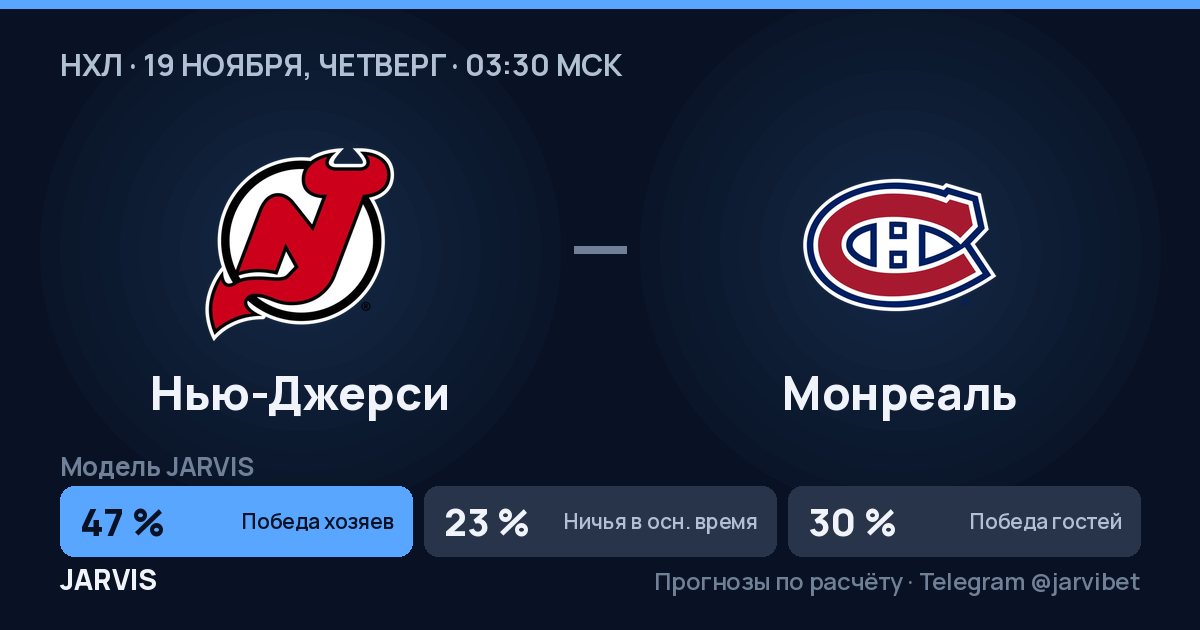 НХЛ · 19 НОЯБРЯ, ЧЕТВЕРГ · 03:30 МСК
Нью-Джерси
Монреаль
Модель JARVIS
47 % Победа хозяев
23 % Ничья в осн. время
30 % Победа гостей
JARVIS
Прогнозы по расчёту · Telegram @jarvibet